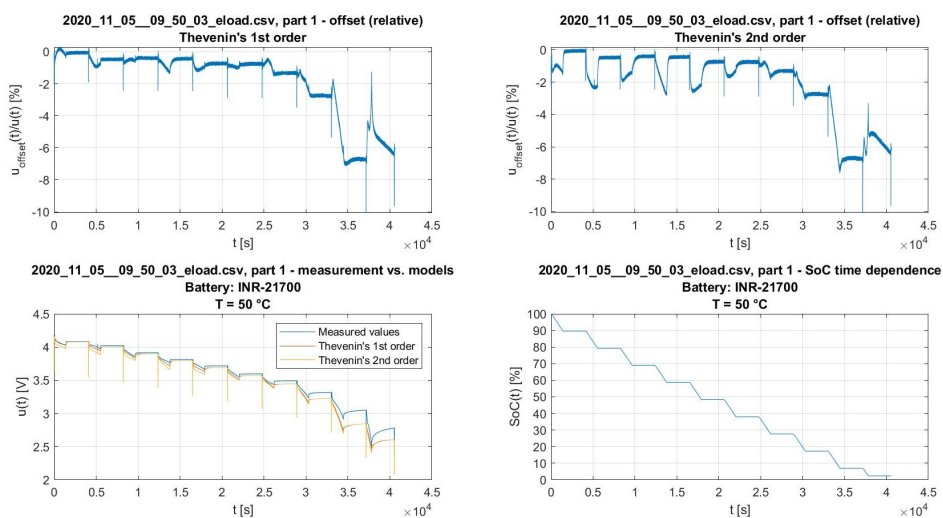 2020_11_05__09_50_03_eload.csv, part 1 - offset (relative)
Thevenin's 1st order
0
-2
-4
-6
-8
-10
u_offset(t)/u(t) [%]
0 0.5 1 1.5 2 2.5 3 3.5 4 4.5
t [s]
×10^4
2020_11_05__09_50_03_eload.csv, part 1 - offset (relative)
Thevenin's 2nd order
0
-2
-4
-6
-8
-10
u_offset(t)/u(t) [%]
0 0.5 1 1.5 2 2.5 3 3.5 4 4.5
t [s]
×10^4
2020_11_05__09_50_03_eload.csv, part 1 - measurement vs. models
Battery: INR-21700
T = 50 °C
4.5
4
3.5
3
2.5
2
u(t) [V]
Measured values
Thevenin's 1st order
Thevenin's 2nd order
0 0.5 1 1.5 2 2.5 3 3.5 4 4.5
t [s]
×10^4
2020_11_05__09_50_03_eload.csv, part 1 - SoC time dependence
Battery: INR-21700
T = 50 °C
100
90
80
70
60
50
40
30
20
10
0
SoC(t) [%]
0 0.5 1 1.5 2 2.5 3 3.5 4 4.5
t [s]
×10^4